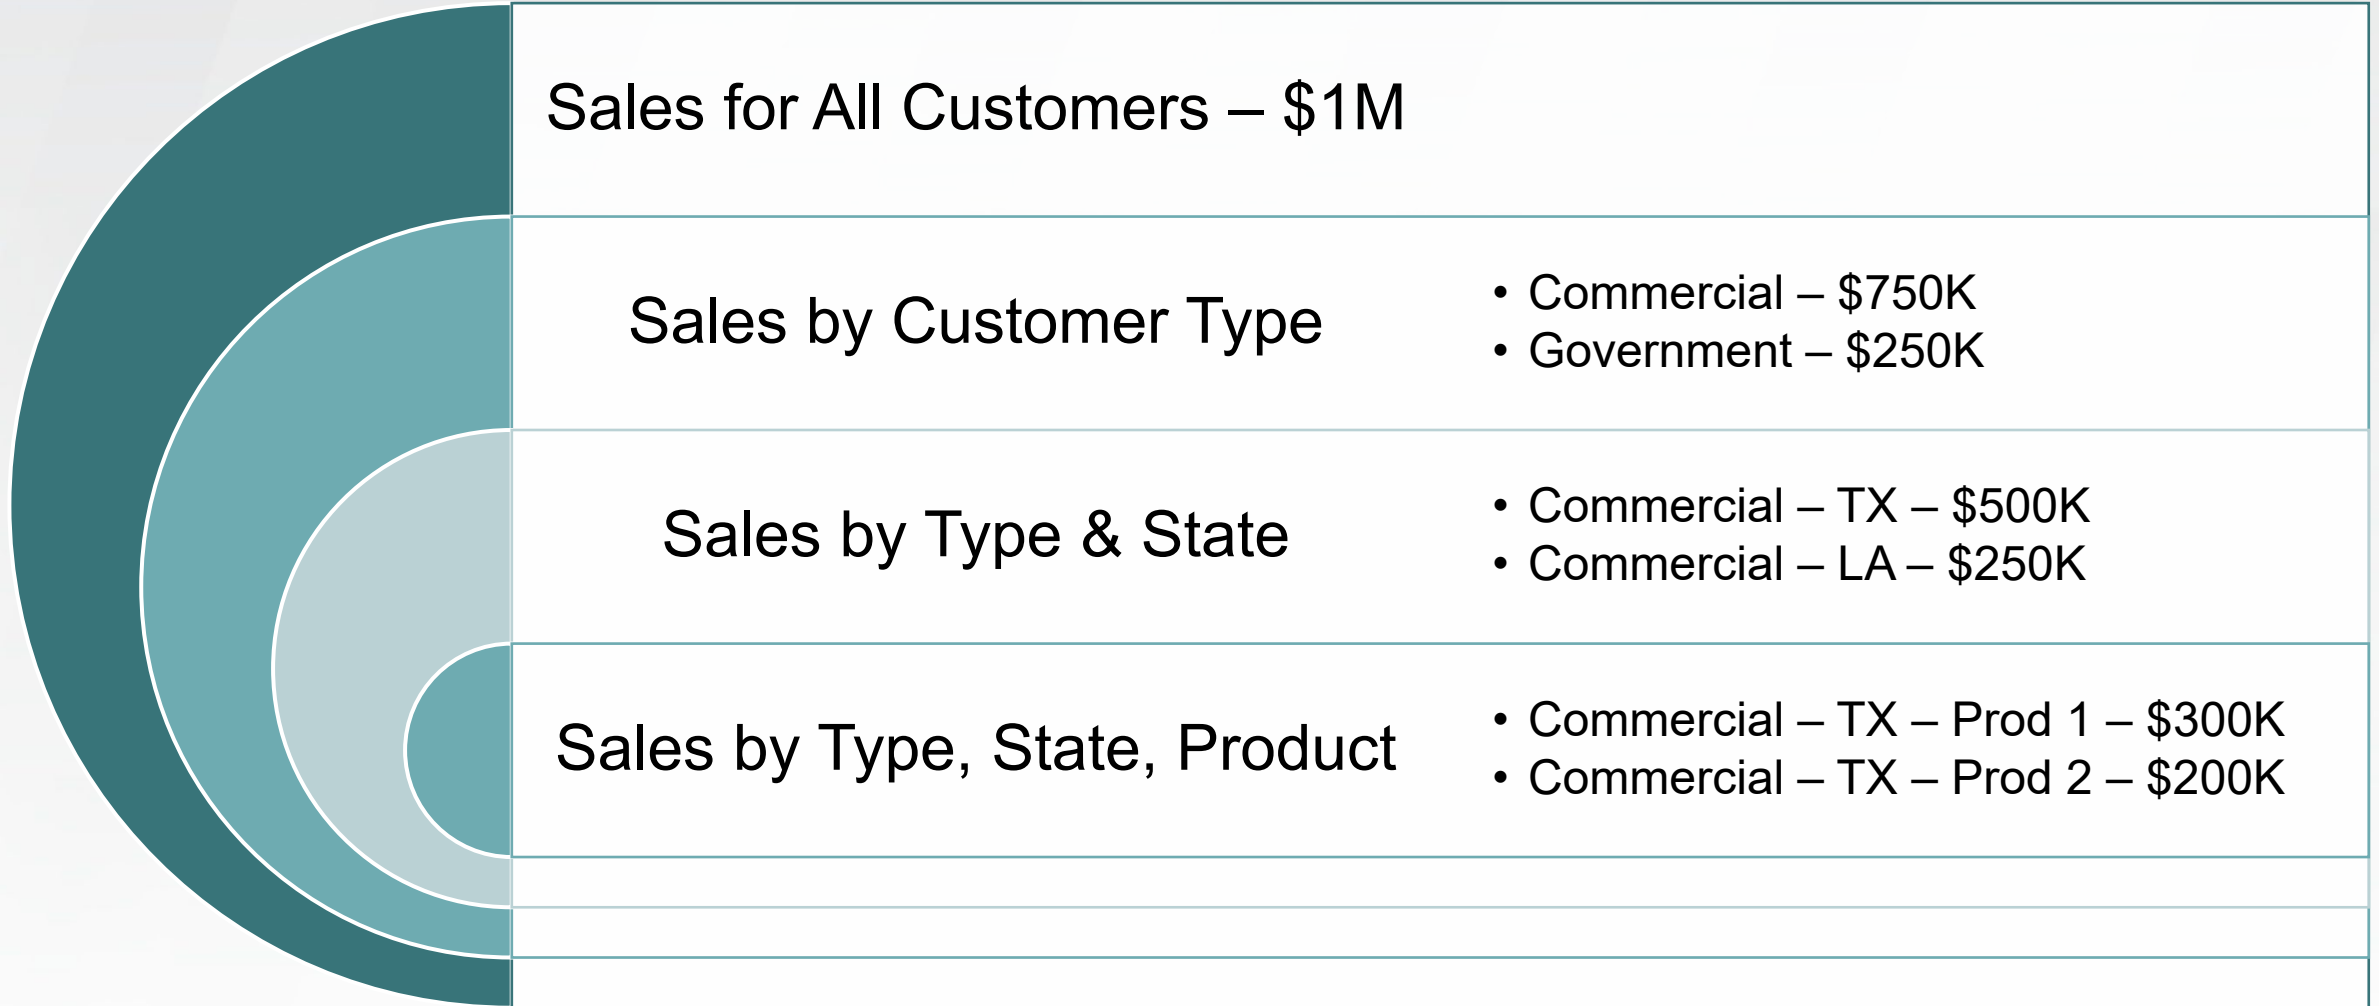 Sales for All Customers – $1M
Sales by Customer Type
• Commercial – $750K
• Government – $250K
Sales by Type & State
• Commercial – TX – $500K
• Commercial – LA – $250K
Sales by Type, State, Product
• Commercial – TX – Prod 1 – $300K
• Commercial – TX – Prod 2 – $200K